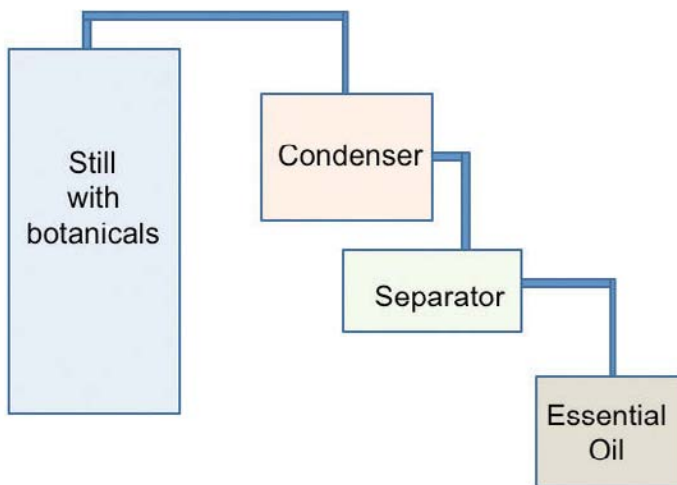 Still
with
botanicals
Condenser
Separator
Essential
Oil